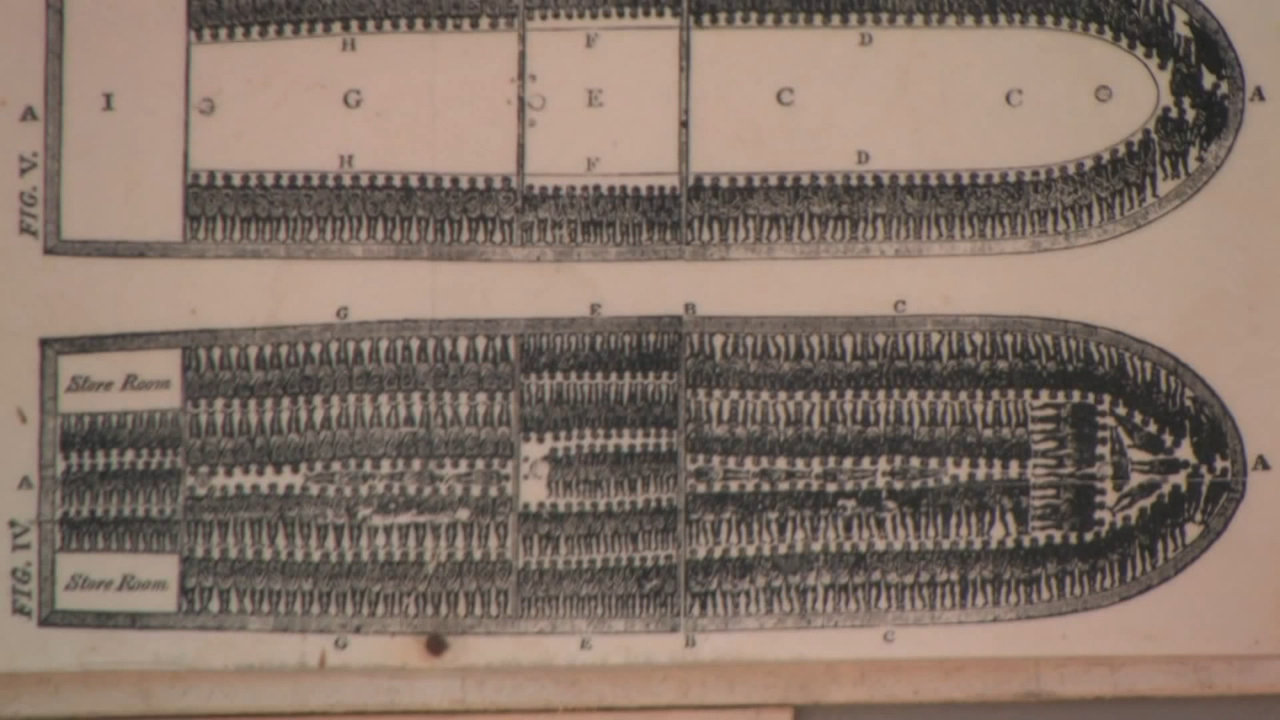 H F D
A I G E C C A
H F D
FIG. V.
G E B C
Store Room
A A
FIG. IV.
Store Room
G E B C